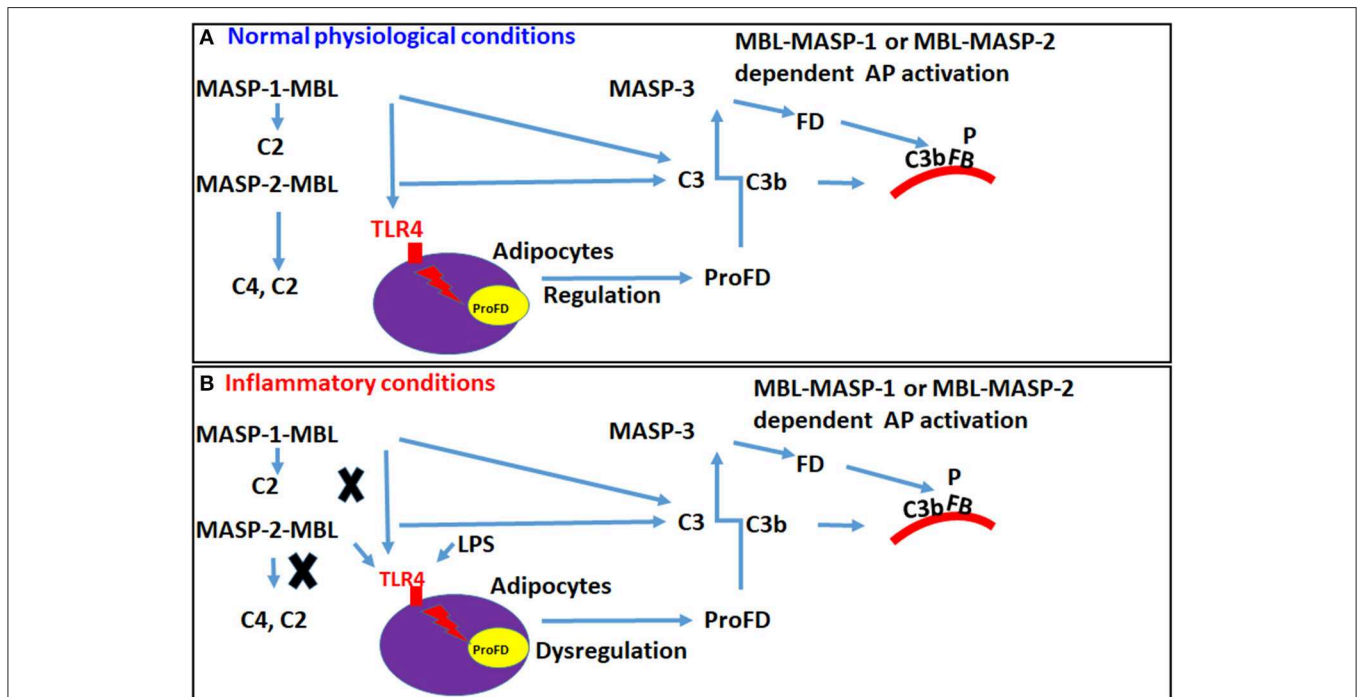 A Normal physiological conditions
MBL-MASP-1 or MBL-MASP-2
dependent AP activation
MASP-1-MBL
MASP-3
FD
P
C2
C3bFB
MASP-2-MBL
C3
C3b
TLR4
Adipocytes
C4, C2
ProFD
Regulation
ProFD
B Inflammatory conditions
MBL-MASP-1 or MBL-MASP-2
dependent AP activation
MASP-1-MBL
MASP-3
FD
P
C2
C3bFB
MASP-2-MBL
C3
C3b
LPS
TLR4
Adipocytes
C4, C2
ProFD
ProFD
Dysregulation